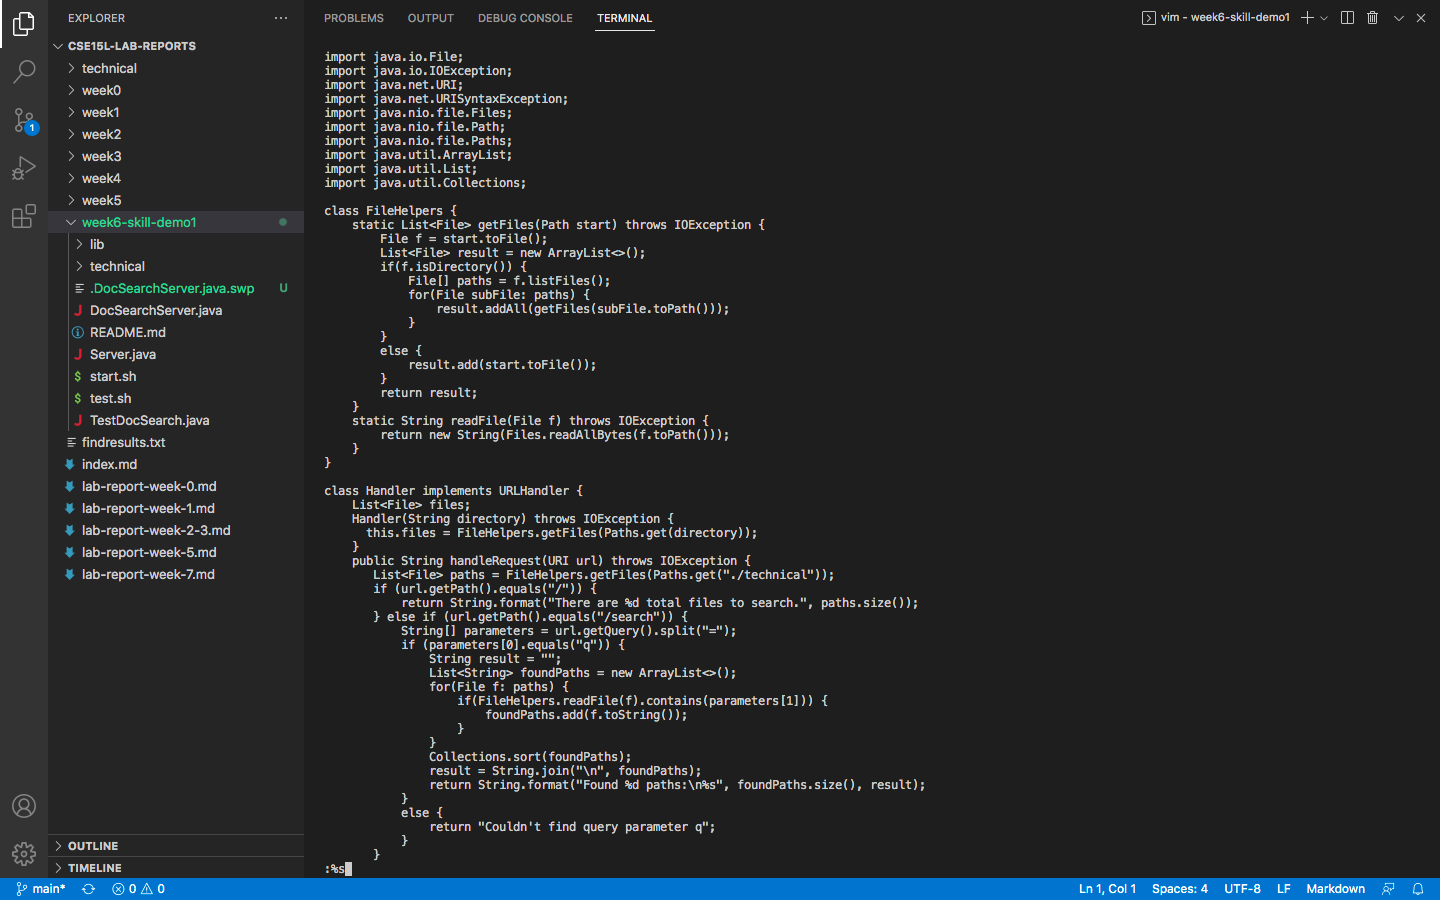 EXPLORER
CSE15L-LAB-REPORTS
technical
week0
week1
week2
week3
week4
week5
week6-skill-demo1
lib
technical
.DocSearchServer.java.swp U
J DocSearchServer.java
README.md
J Server.java
$ start.sh
$ test.sh
J TestDocSearch.java
findresults.txt
index.md
lab-report-week-0.md
lab-report-week-1.md
lab-report-week-2-3.md
lab-report-week-5.md
lab-report-week-7.md
OUTLINE
TIMELINE
1
PROBLEMS OUTPUT DEBUG CONSOLE TERMINAL
vim - week6-skill-demo1
import java.io.File;
import java.io.IOException;
import java.net.URI;
import java.net.URISyntaxException;
import java.nio.file.Files;
import java.nio.file.Path;
import java.nio.file.Paths;
import java.util.ArrayList;
import java.util.List;
import java.util.Collections;
class FileHelpers {
    static List<File> getFiles(Path start) throws IOException {
        File f = start.toFile();
        List<File> result = new ArrayList<>();
        if(f.isDirectory()) {
            File[] paths = f.listFiles();
            for(File subFile: paths) {
                result.addAll(getFiles(subFile.toPath()));
            }
        }
        else {
            result.add(start.toFile());
        }
        return result;
    }
    static String readFile(File f) throws IOException {
        return new String(Files.readAllBytes(f.toPath()));
    }
}
class Handler implements URLHandler {
    List<File> files;
    Handler(String directory) throws IOException {
      this.files = FileHelpers.getFiles(Paths.get(directory));
    }
    public String handleRequest(URI url) throws IOException {
       List<File> paths = FileHelpers.getFiles(Paths.get("./technical"));
       if (url.getPath().equals("/")) {
           return String.format("There are %d total files to search.", paths.size());
       } else if (url.getPath().equals("/search")) {
           String[] parameters = url.getQuery().split("=");
           if (parameters[0].equals("q")) {
               String result = "";
               List<String> foundPaths = new ArrayList<>();
               for(File f: paths) {
                   if(FileHelpers.readFile(f).contains(parameters[1])) {
                       foundPaths.add(f.toString());
                   }
               }
               Collections.sort(foundPaths);
               result = String.join("\n", foundPaths);
               return String.format("Found %d paths:\n%s", foundPaths.size(), result);
           }
           else {
               return "Couldn't find query parameter q";
           }
       }
:%s
main* 0 0 Ln 1, Col 1 Spaces: 4 UTF-8 LF Markdown